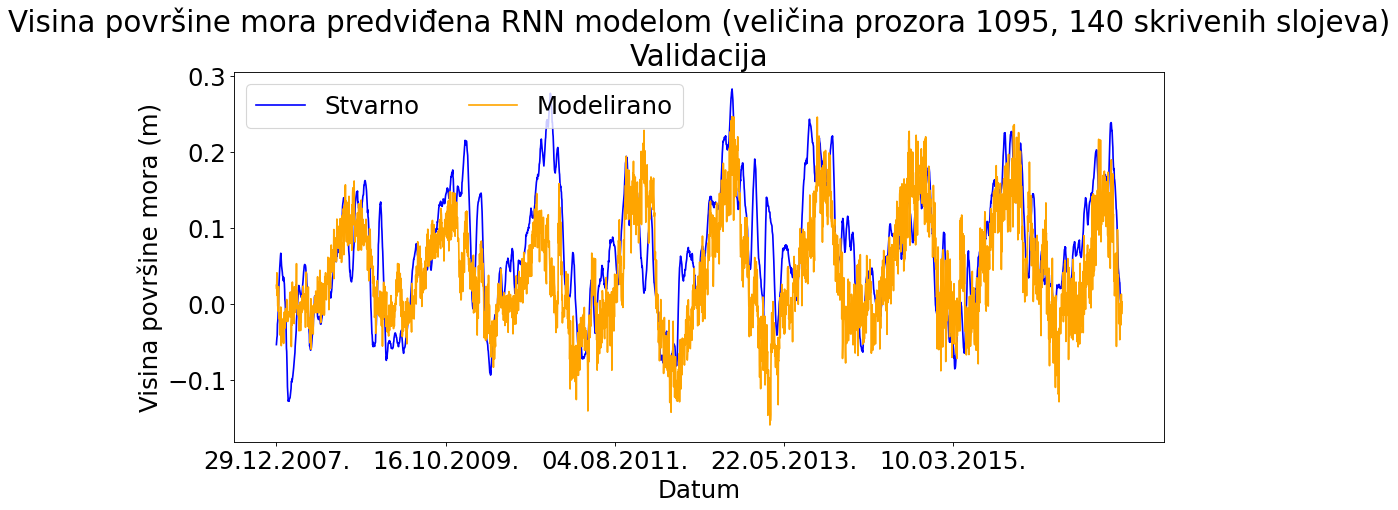 Visina površine mora predviđena RNN modelom (veličina prozora 1095, 140 skrivenih slojeva)
Validacija
Stvarno Modelirano
Visina površine mora (m)
0.3
0.2
0.1
0.0
−0.1
29.12.2007. 16.10.2009. 04.08.2011. 22.05.2013. 10.03.2015.
Datum